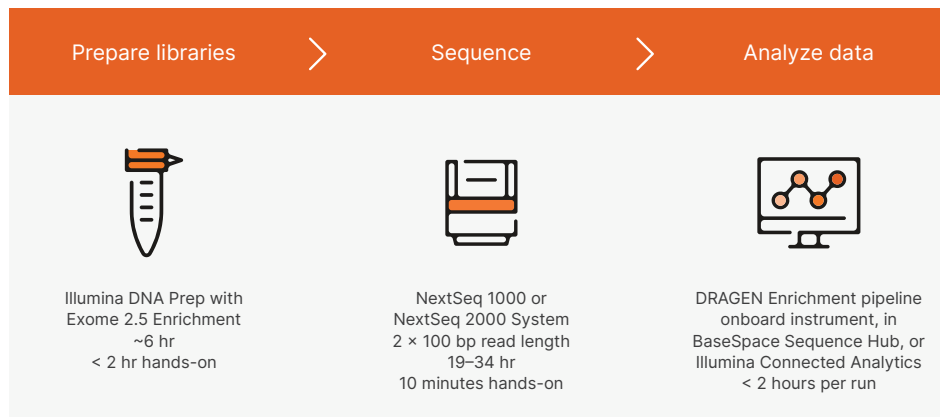 Prepare libraries
Sequence
Analyze data
Illumina DNA Prep with
Exome 2.5 Enrichment
~6 hr
< 2 hr hands-on
NextSeq 1000 or
NextSeq 2000 System
2 × 100 bp read length
19–34 hr
10 minutes hands-on
DRAGEN Enrichment pipeline
onboard instrument, in
BaseSpace Sequence Hub, or
Illumina Connected Analytics
< 2 hours per run